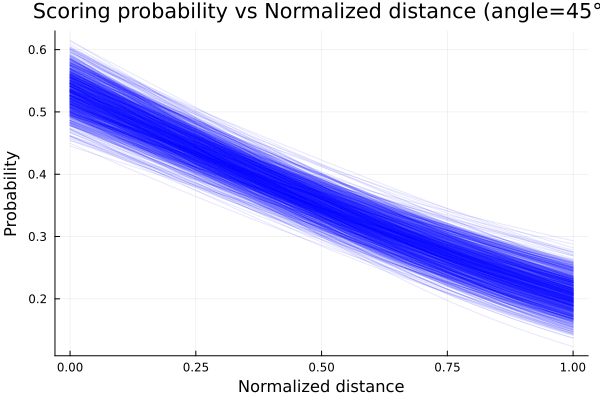 Scoring probability vs Normalized distance (angle=45°
0.6
0.5
0.4
0.3
0.2
Probability
0.00 0.25 0.50 0.75 1.00
Normalized distance